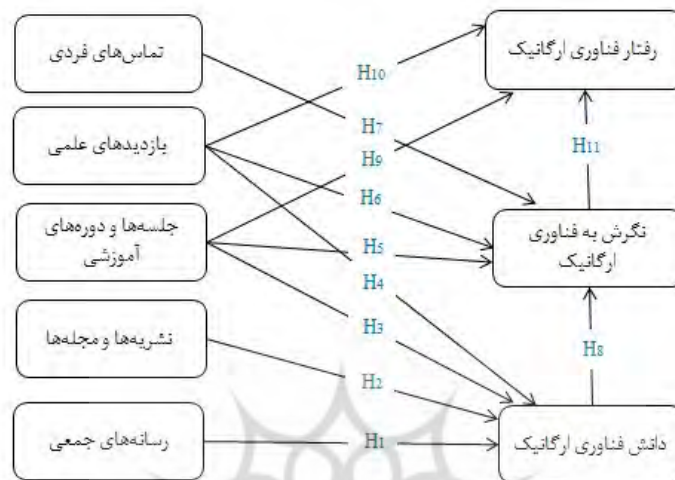 تماس‌های فردی
رفتار فناوری ارگانیک
H10
بازدیدهای علمی
H7
H9
H11
H6
جلسه‌ها و دوره‌های
آموزشی
نگرش به فناوری
ارگانیک
H5
H4
H3
نشریه‌ها و مجله‌ها
H8
H2
رسانه‌های جمعی
H1
دانش فناوری ارگانیک